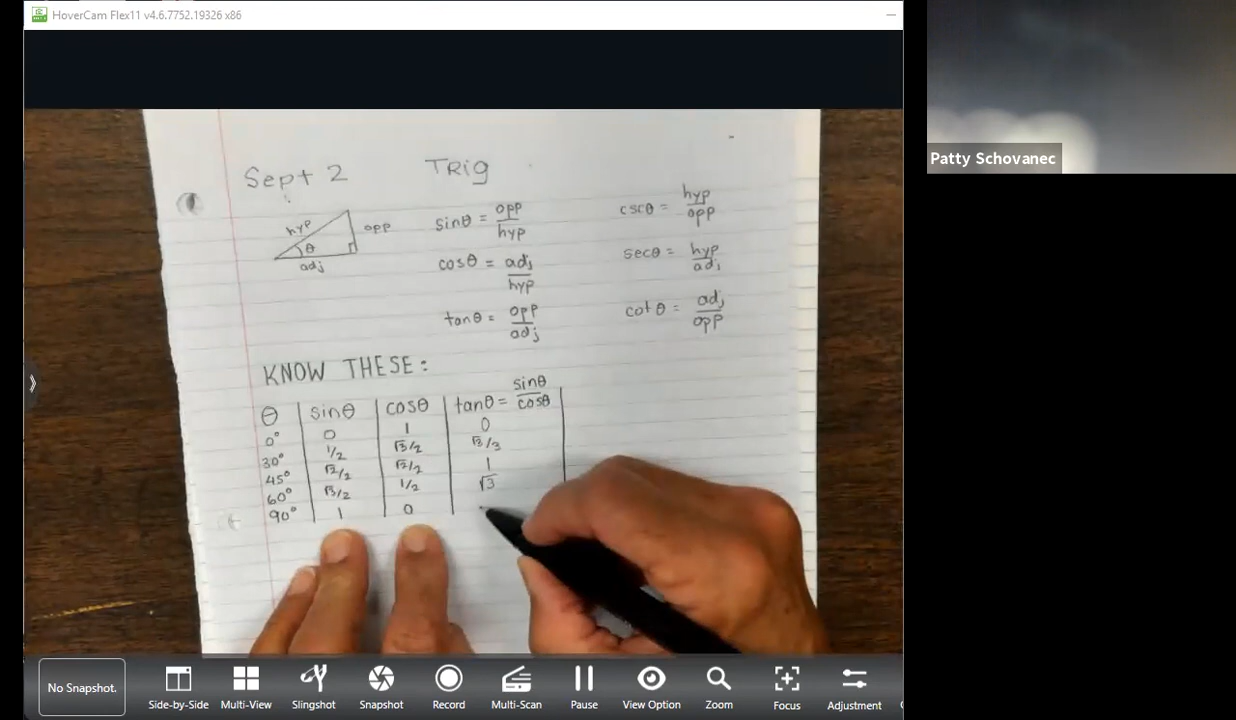 HoverCam Flex11 v4.6.7752.19326 x86
Patty Schovanec
Sept 2 TRig
hyp
opp
θ
adj
sinθ = opp/hyp
cscθ = hyp/opp
cosθ = adj/hyp
secθ = hyp/adj
tanθ = opp/adj
cotθ = adj/opp
KNOW THESE:
θ sinθ cosθ tanθ = sinθ/cosθ
0° 0 1 0
30° 1/2 √3/2 √3/3
45° √2/2 √2/2 1
60° √3/2 1/2 √3
90° 1 0
No Snapshot.
Side-by-Side Multi-View Slingshot Snapshot Record Multi-Scan Pause View Option Zoom Focus Adjustment